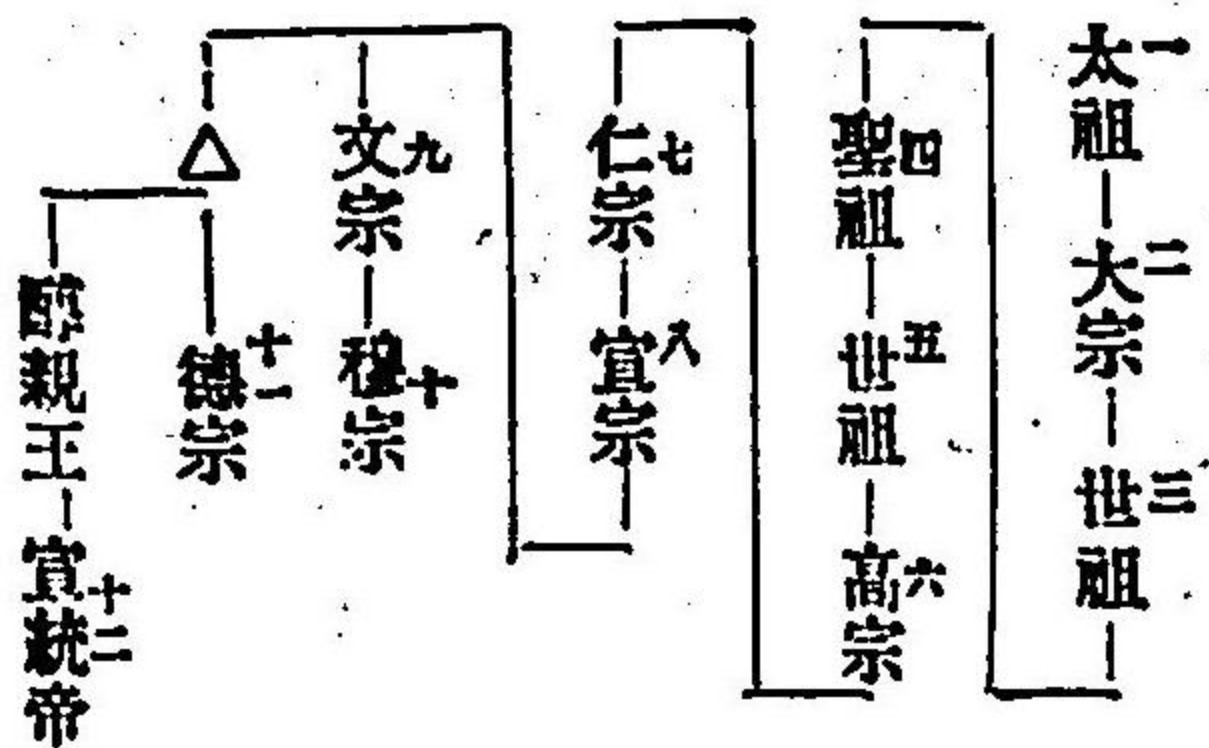 一 太祖
二 大宗
三 世祖
四 聖祖
五 世祖
六 高宗
七 仁宗
八 宣宗
九 文宗
十 穆宗
△
十一 德宗
醇親王
十二 宣統帝